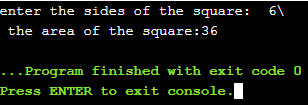 enter the sides of the square:  6\
 the area of the square:36
...Program finished with exit code 0
Press ENTER to exit console.